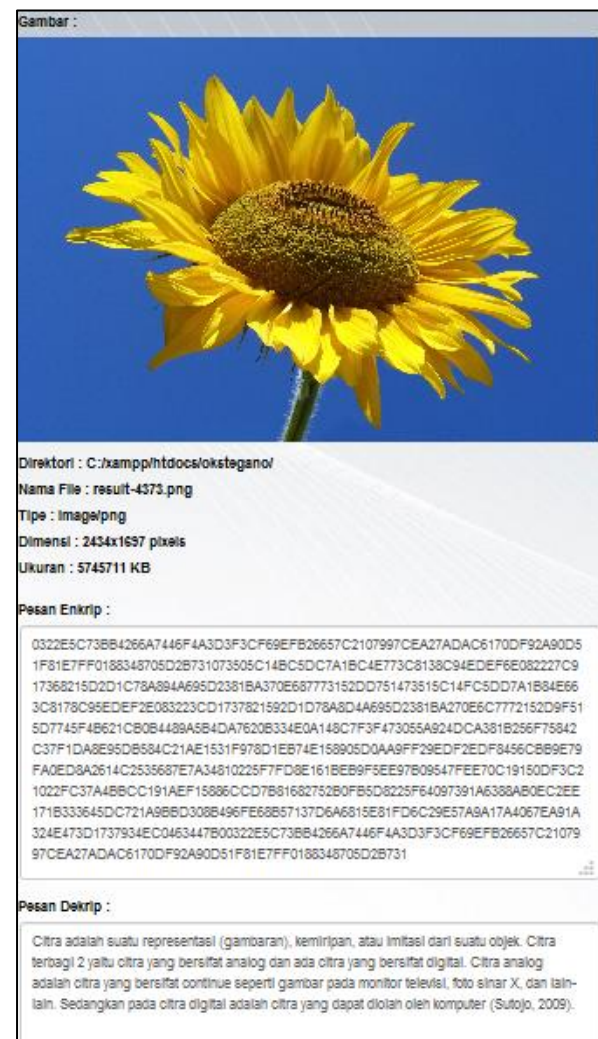 Gambar :
Direktori : C:/xampp/htdocs/okstegano/
Nama File : result-4373.png
Tipe : image/png
Dimensi : 2434x1697 pixels
Ukuran : 5745711 KB
Pesan Enkrip :
0322E5C73BB4266A7446F4A3D3F3CF69EFB26657C2107997CEA27ADAC6170DF92A90D5
1F81E7FF0188348705D2B731073505C14BC5DC7A1BC4E773C8138C94EDEF6E082227C9
17368215D2D1C78A894A695D2381BA370E687773152DD751473515C14FC5DD7A1B84E66
3C8178C95EDEF2E083223CD1737821592D1D78A8D4A695D2381BA270E6C7772152D9F51
5D7745F4B621CB0B4489A5B4DA7620B334E0A148C7F3F473055A924DCA381B256F75842
C37F1DA8E95DB584C21AE1531F978D1EB74E158905D0AA9FF29EDF2EDF8456CBB9E79
FA0ED8A2614C2535687E7A34810225F7FD8E161BEB9F5EE97B09547FEE70C19150DF3C2
1022FC37A4BBCC191AEF15886CCD7B81682752B0FB5D8225F64097391A6388AB0EC2EE
171B333645DC721A9BBD308B496FE68B57137D6A6815E81FD6C29E57A9A17A4067EA91A
324E473D1737934EC0463447B00322E5C73BB4266A7446F4A3D3F3CF69EFB26657C21079
97CEA27ADAC6170DF92A90D51F81E7FF0188348705D2B731
Pesan Dekrip :
Citra adalah suatu representasi (gambaran), kemiripan, atau imitasi dari suatu objek. Citra
terbagi 2 yaitu citra yang bersifat analog dan ada citra yang bersifat digital. Citra analog
adalah citra yang bersifat continue seperti gambar pada monitor televisi, foto sinar X, dan lain-
lain. Sedangkan pada citra digital adalah citra yang dapat diolah oleh komputer (Sutojo, 2009).